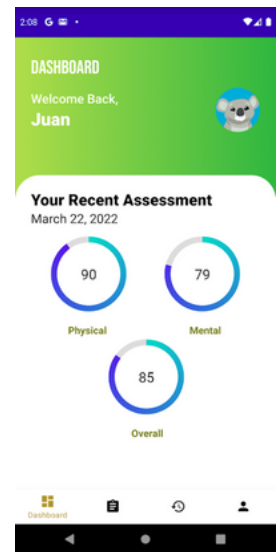 2:08 G
DASHBOARD
Welcome Back,
Juan
Your Recent Assessment
March 22, 2022
90
79
Physical
Mental
85
Overall
Dashboard